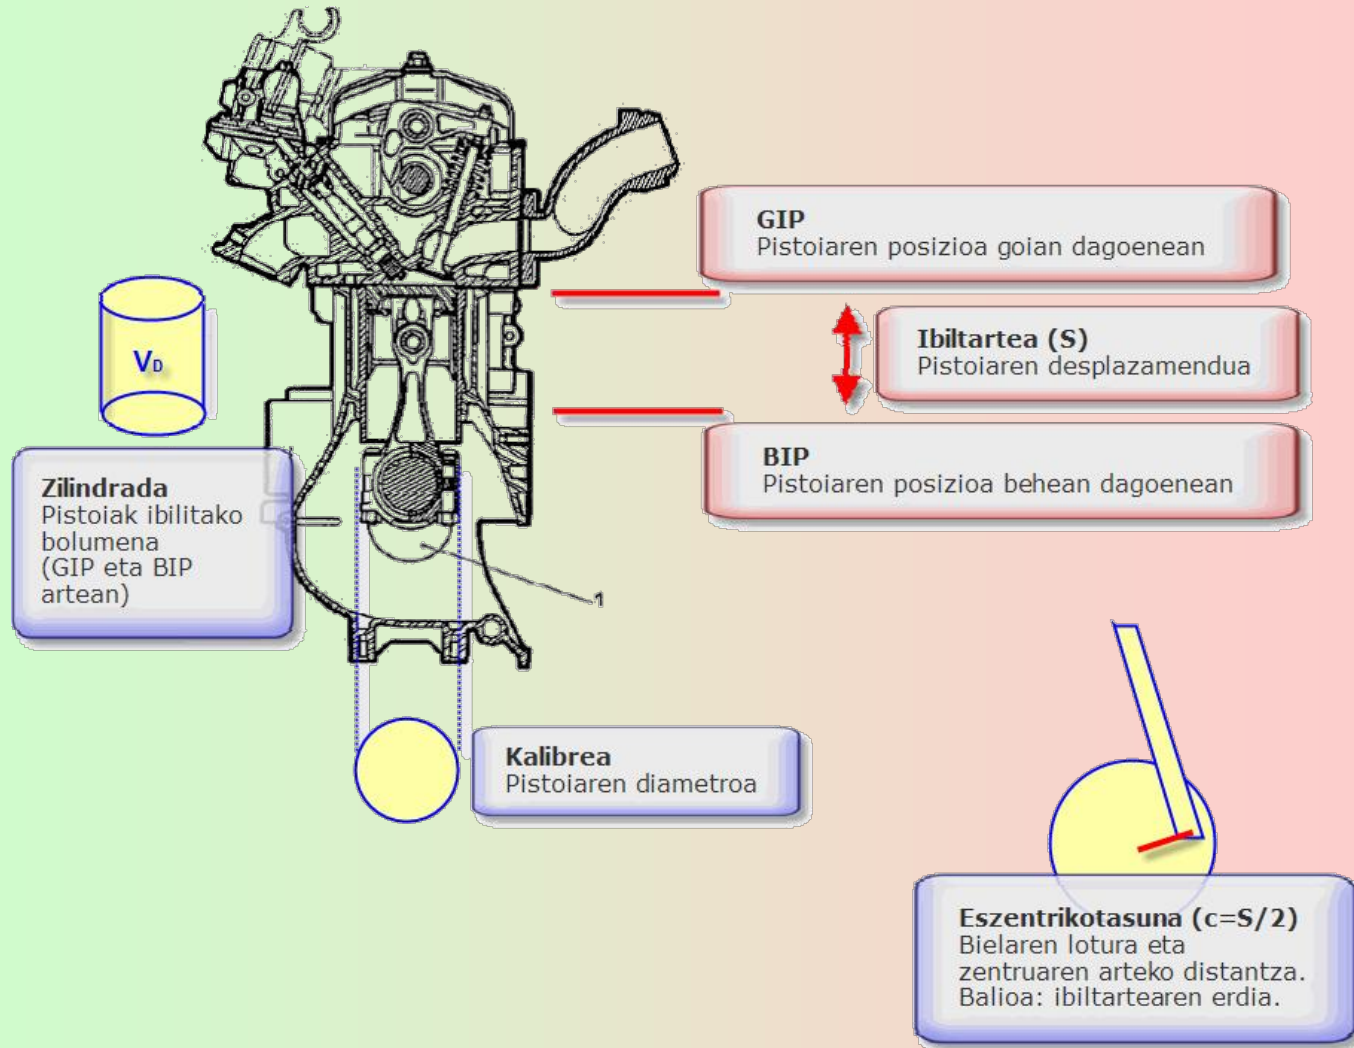 GIP
Pistoiaren posizioa goian dagoenean
Ibiltartea (S)
Pistoiaren desplazamendua
VD
BIP
Pistoiaren posizioa behean dagoenean
Zilindrada
Pistoiak ibilitako
bolumena
(GIP eta BIP
artean)
1
Kalibrea
Pistoiaren diametroa
Eszentrikotasuna (c=S/2)
Bielaren lotura eta
zentruaren arteko distantza.
Balioa: ibiltartearen erdia.